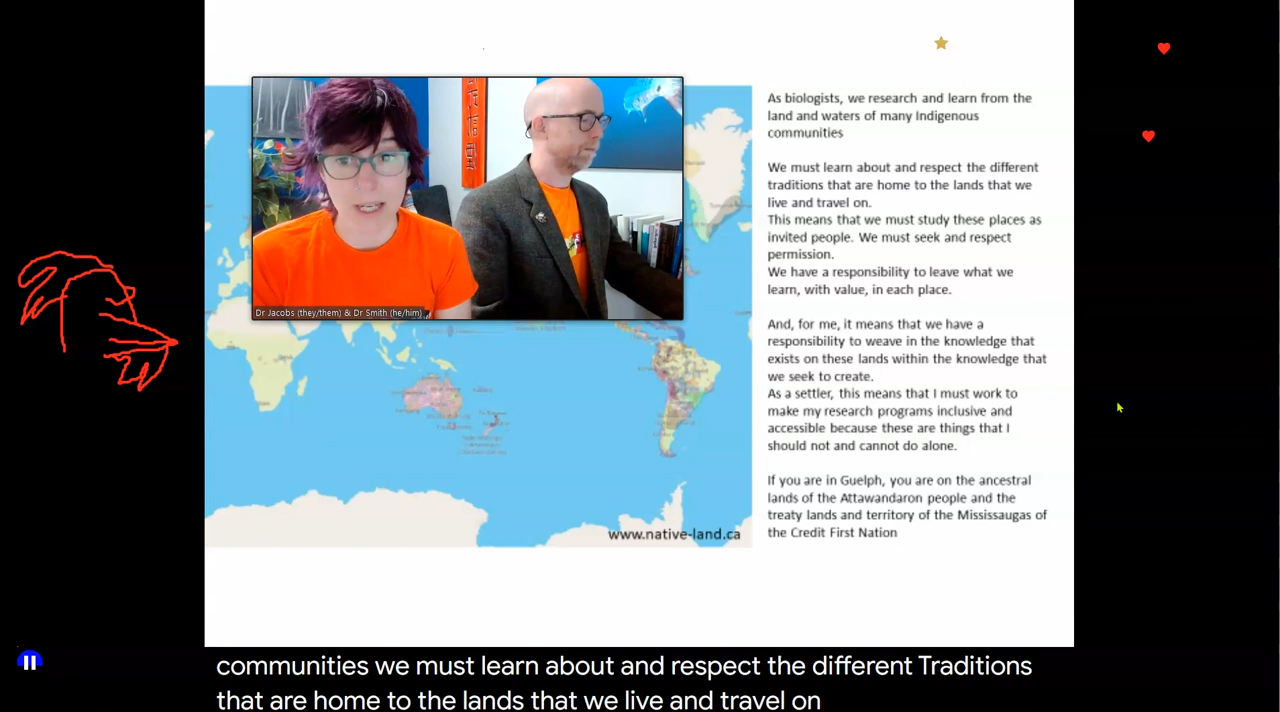 As biologists, we research and learn from the
land and waters of many Indigenous
communities
We must learn about and respect the different
traditions that are home to the lands that we
live and travel on.
This means that we must study these places as
invited people. We must seek and respect
permission.
We have a responsibility to leave what we
learn, with value, in each place.
And, for me, it means that we have a
responsibility to weave in the knowledge that
exists on these lands within the knowledge that
we seek to create.
As a settler, this means that I must work to
make my research programs inclusive and
accessible because these are things that I
should not and cannot do alone.
If you are in Guelph, you are on the ancestral
lands of the Attawandaron people and the
treaty lands and territory of the Mississaugas of
the Credit First Nation
Dr Jacobs (they/them) & Dr Smith (he/him)
www.native-land.ca
communities we must learn about and respect the different Traditions
that are home to the lands that we live and travel on